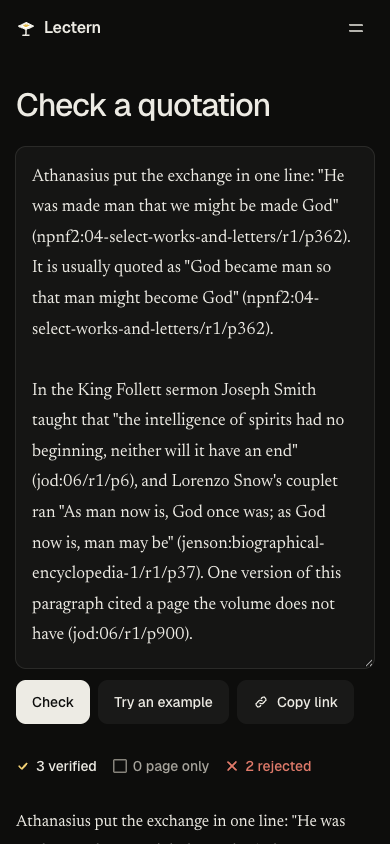 Lectern
Check a quotation
Athanasius put the exchange in one line: "He
was made man that we might be made God"
(npnf2:04-select-works-and-letters/r1/p362).
It is usually quoted as "God became man so
that man might become God" (npnf2:04-
select-works-and-letters/r1/p362).
In the King Follett sermon Joseph Smith
taught that "the intelligence of spirits had no
beginning, neither will it have an end"
(jod:06/r1/p6), and Lorenzo Snow's couplet
ran "As man now is, God once was; as God
now is, man may be" (jenson:biographical-
encyclopedia-1/r1/p37). One version of this
paragraph cited a page the volume does not
have (jod:06/r1/p900).
Check Try an example Copy link
3 verified 0 page only 2 rejected
Athanasius put the exchange in one line: "He was